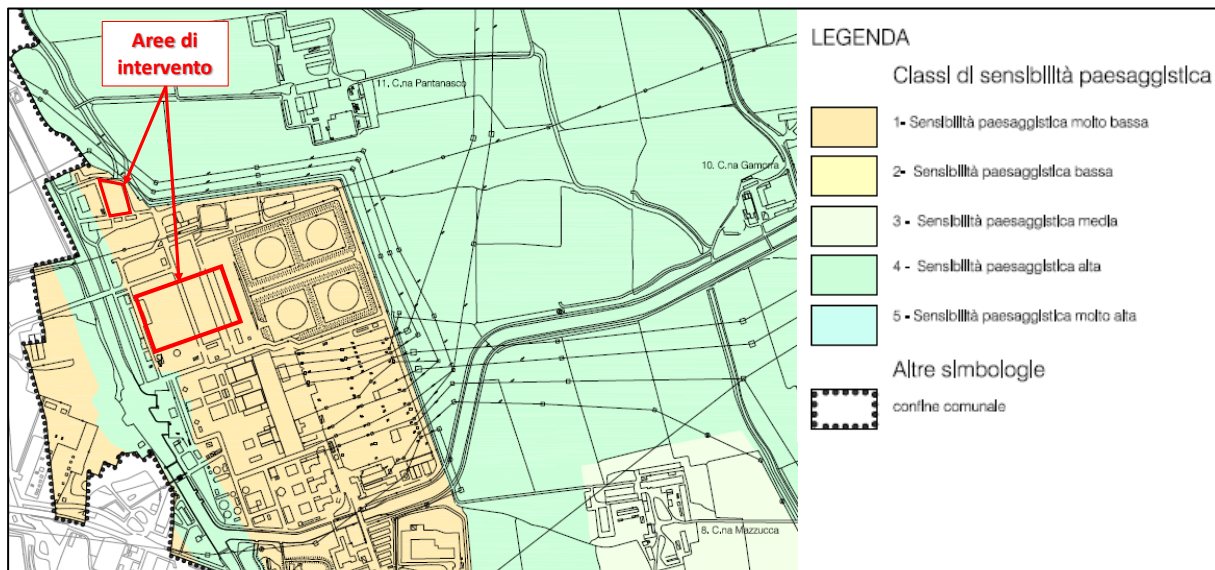 Aree di
intervento
11. C.na Pantanasco
10. C.na Gamorra
8. C.na Mazzucca
LEGENDA
Classi di sensibilità paesaggistica
1- Sensibilità paesaggistica molto bassa
2- Sensibilità paesaggistica bassa
3 - Sensibilità paesaggistica media
4 - Sensibilità paesaggistica alta
5 - Sensibilità paesaggistica molto alta
Altre simbologie
confine comunale